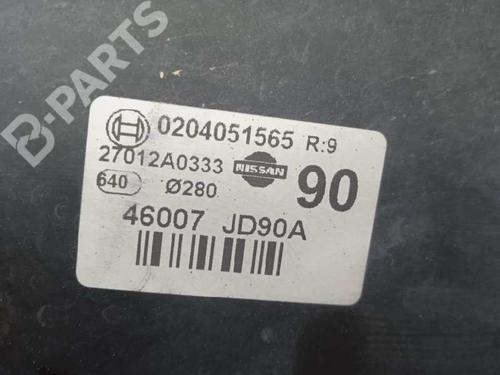 B-PARTS
0204051565 R:9
27012A0333 NISSAN 90
640 Ø280
46007 JD90A